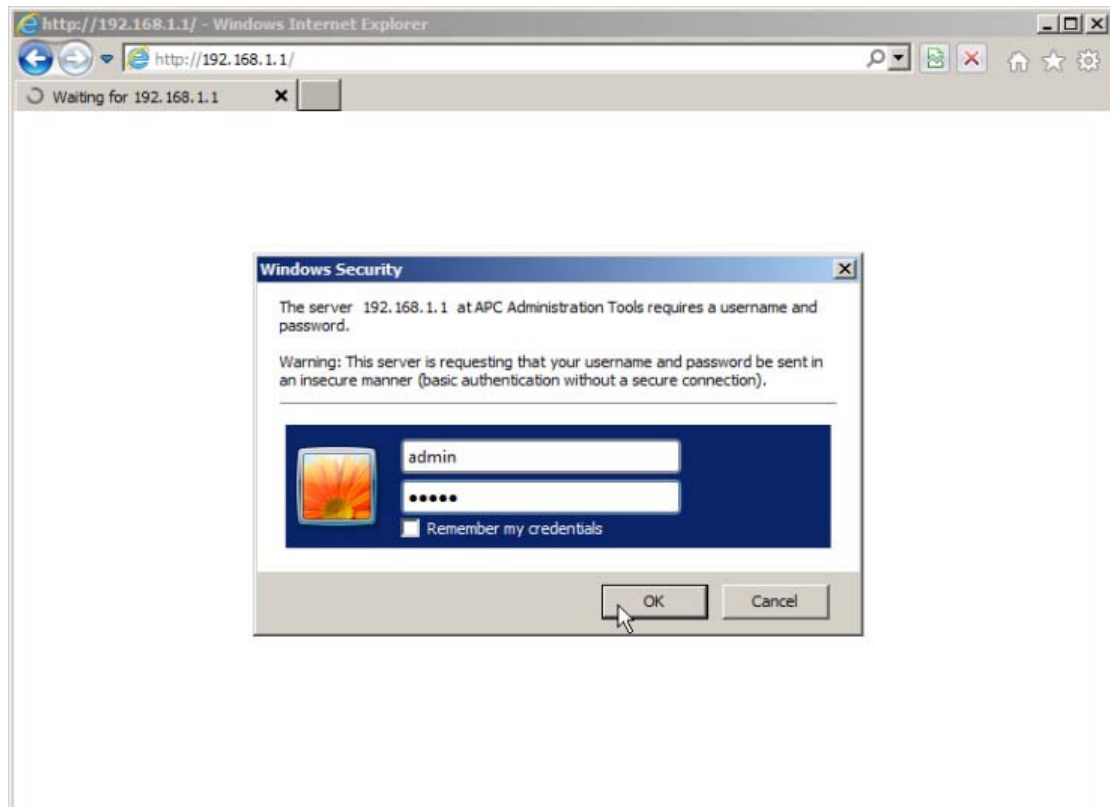 http://192.168.1.1/ - Windows Internet Explorer
http://192.168.1.1/
Waiting for 192.168.1.1
Windows Security
The server 192.168.1.1 at APC Administration Tools requires a username and
password.
Warning: This server is requesting that your username and password be sent in
an insecure manner (basic authentication without a secure connection).
admin
•••••
Remember my credentials
OK
Cancel